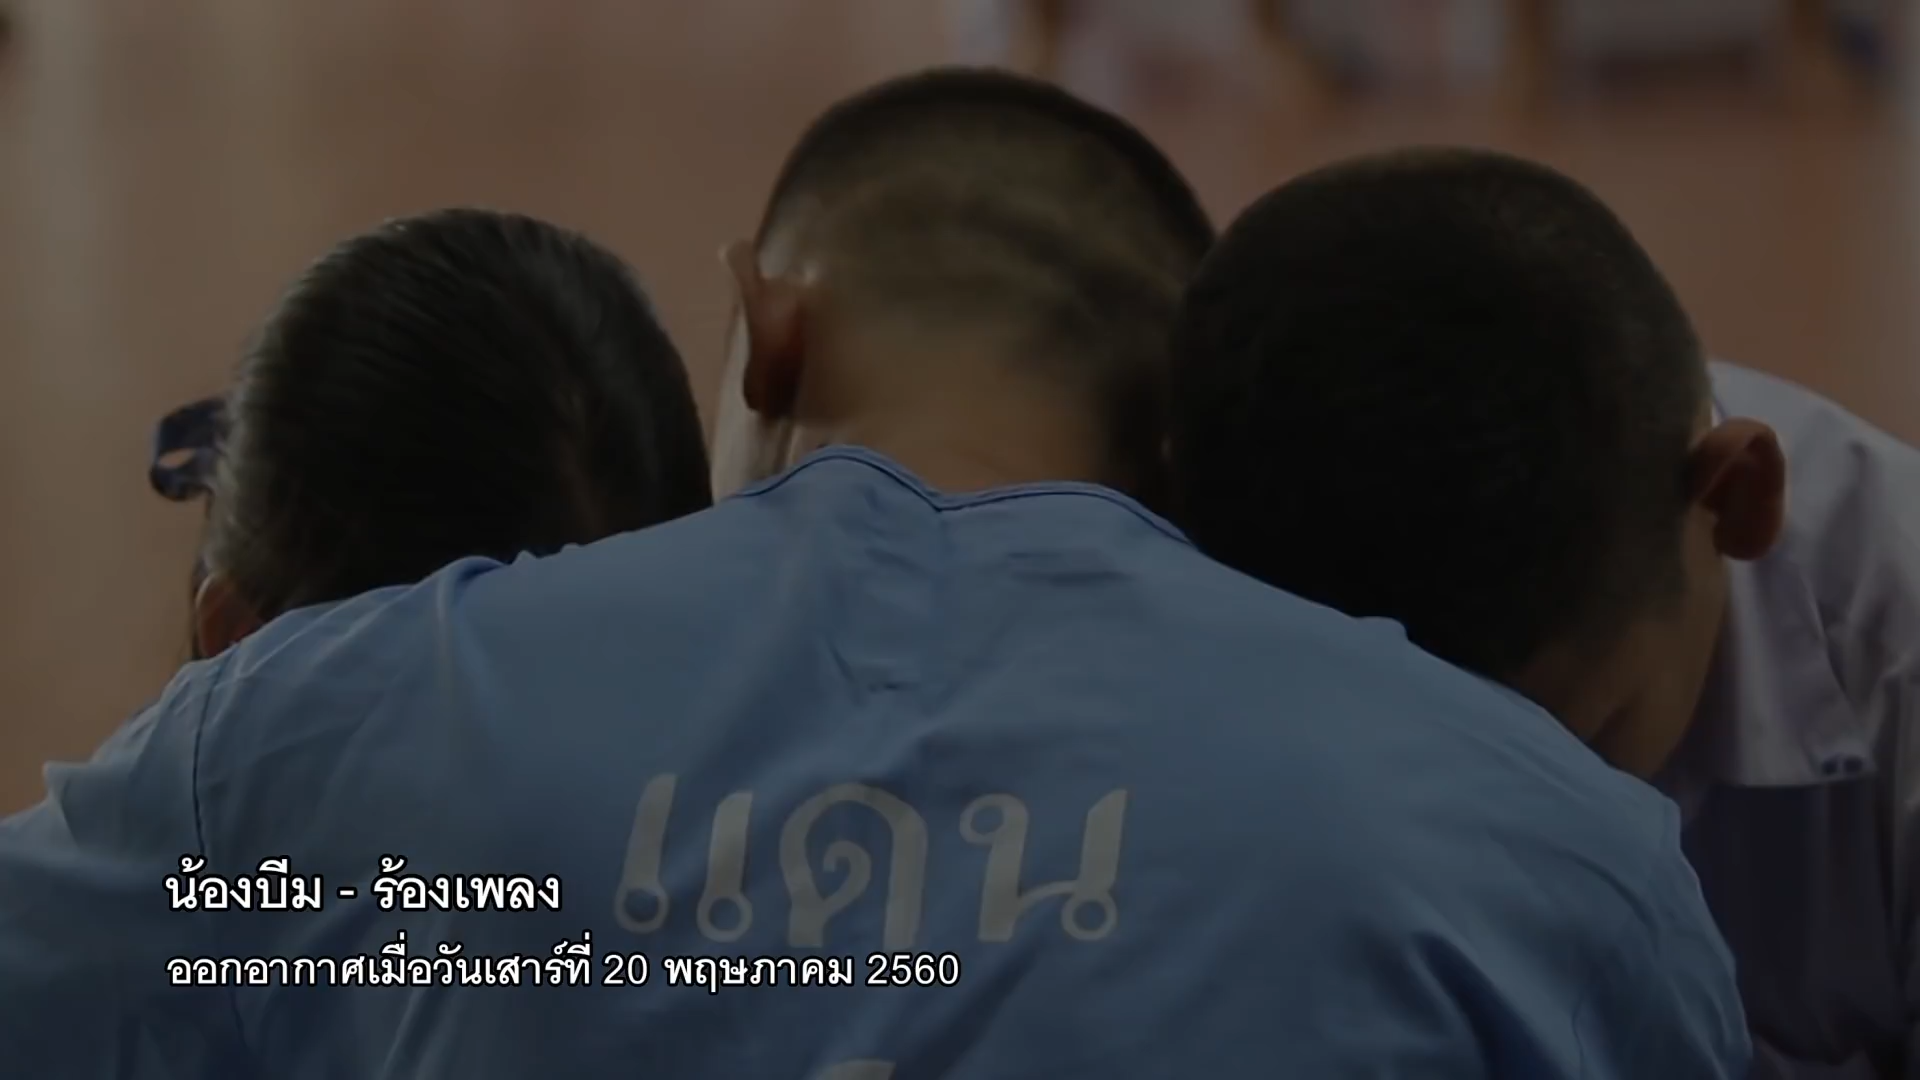 แดน
น้องบีม - ร้องเพลง
ออกอากาศเมื่อวันเสาร์ที่ 20 พฤษภาคม 2560